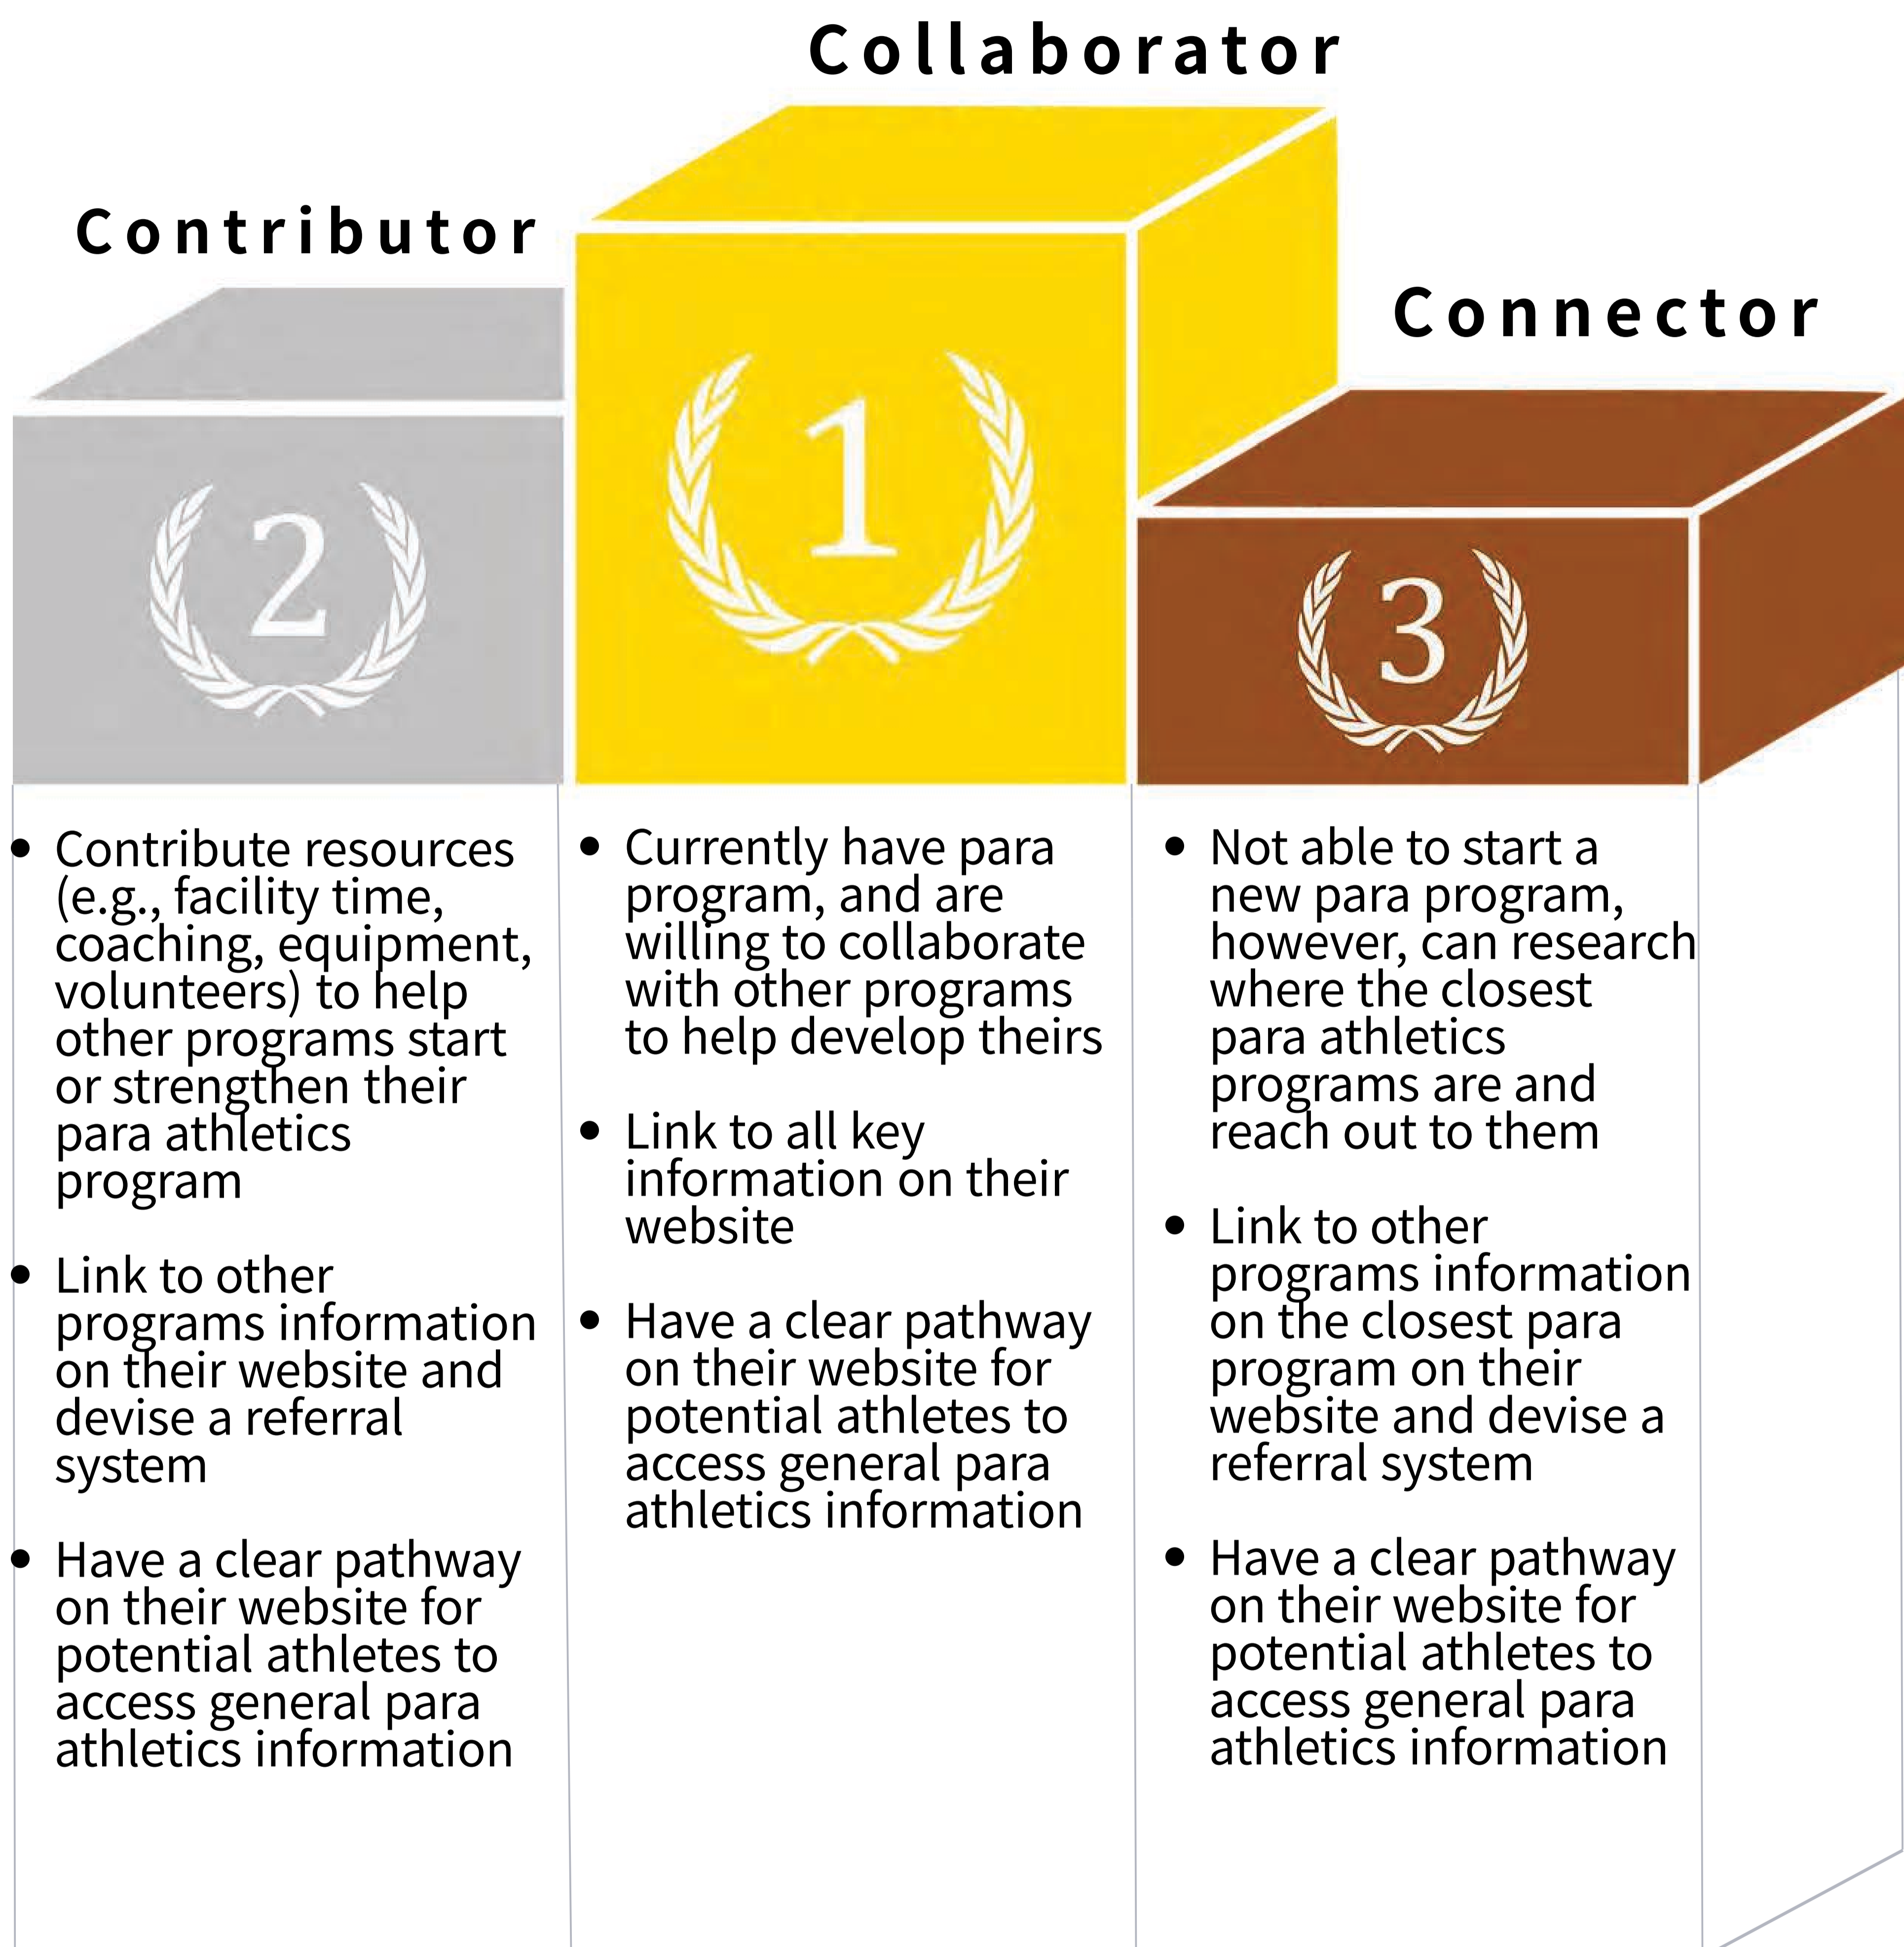 Collaborator
Contributor
Connector
2
1
3
• Contribute resources
(e.g., facility time,
coaching, equipment,
volunteers) to help
other programs start
or strengthen their
para athletics
program
• Link to other
programs information
on their website and
devise a referral
system
• Have a clear pathway
on their website for
potential athletes to
access general para
athletics information
• Currently have para
program, and are
willing to collaborate
with other programs
to help develop theirs
• Link to all key
information on their
website
• Have a clear pathway
on their website for
potential athletes to
access general para
athletics information
• Not able to start a
new para program,
however, can research
where the closest
para athletics
programs are and
reach out to them
• Link to other
programs information
on the closest para
program on their
website and devise a
referral system
• Have a clear pathway
on their website for
potential athletes to
access general para
athletics information